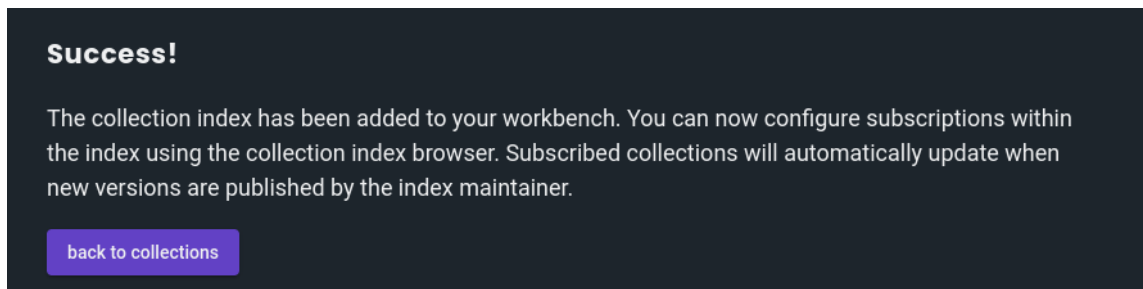 Success!
The collection index has been added to your workbench. You can now configure subscriptions within
the index using the collection index browser. Subscribed collections will automatically update when
new versions are published by the index maintainer.
back to collections